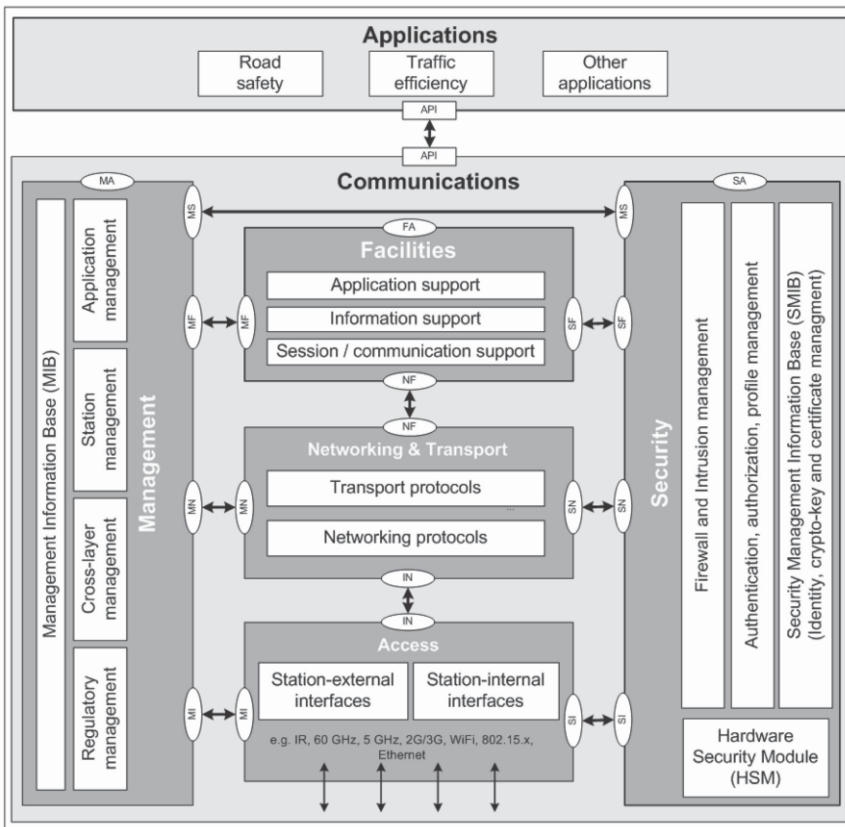 Applications
Road
safety
Traffic
efficiency
Other
applications
API
API
Communications
MA
SA
MS
MS
Management
Management Information Base (MIB)
Application
management
Station
management
Cross-layer
management
Regulatory
management
MF
MF
MN
MN
MI
MI
FA
Facilities
Application support
Information support
Session / communication support
NF
NF
Networking & Transport
Transport protocols
...
Networking protocols
IN
IN
Access
Station-external
interfaces
Station-internal
interfaces
e.g. IR, 60 GHz, 5 GHz, 2G/3G, WiFi, 802.15.x,
Ethernet
SF
SF
SN
SN
SI
SI
Security
Firewall and Intrusion management
Authentication, authorization, profile management
Security Management Information Base (SMIB)
(Identity, crypto-key and certificate managment)
Hardware
Security Module
(HSM)